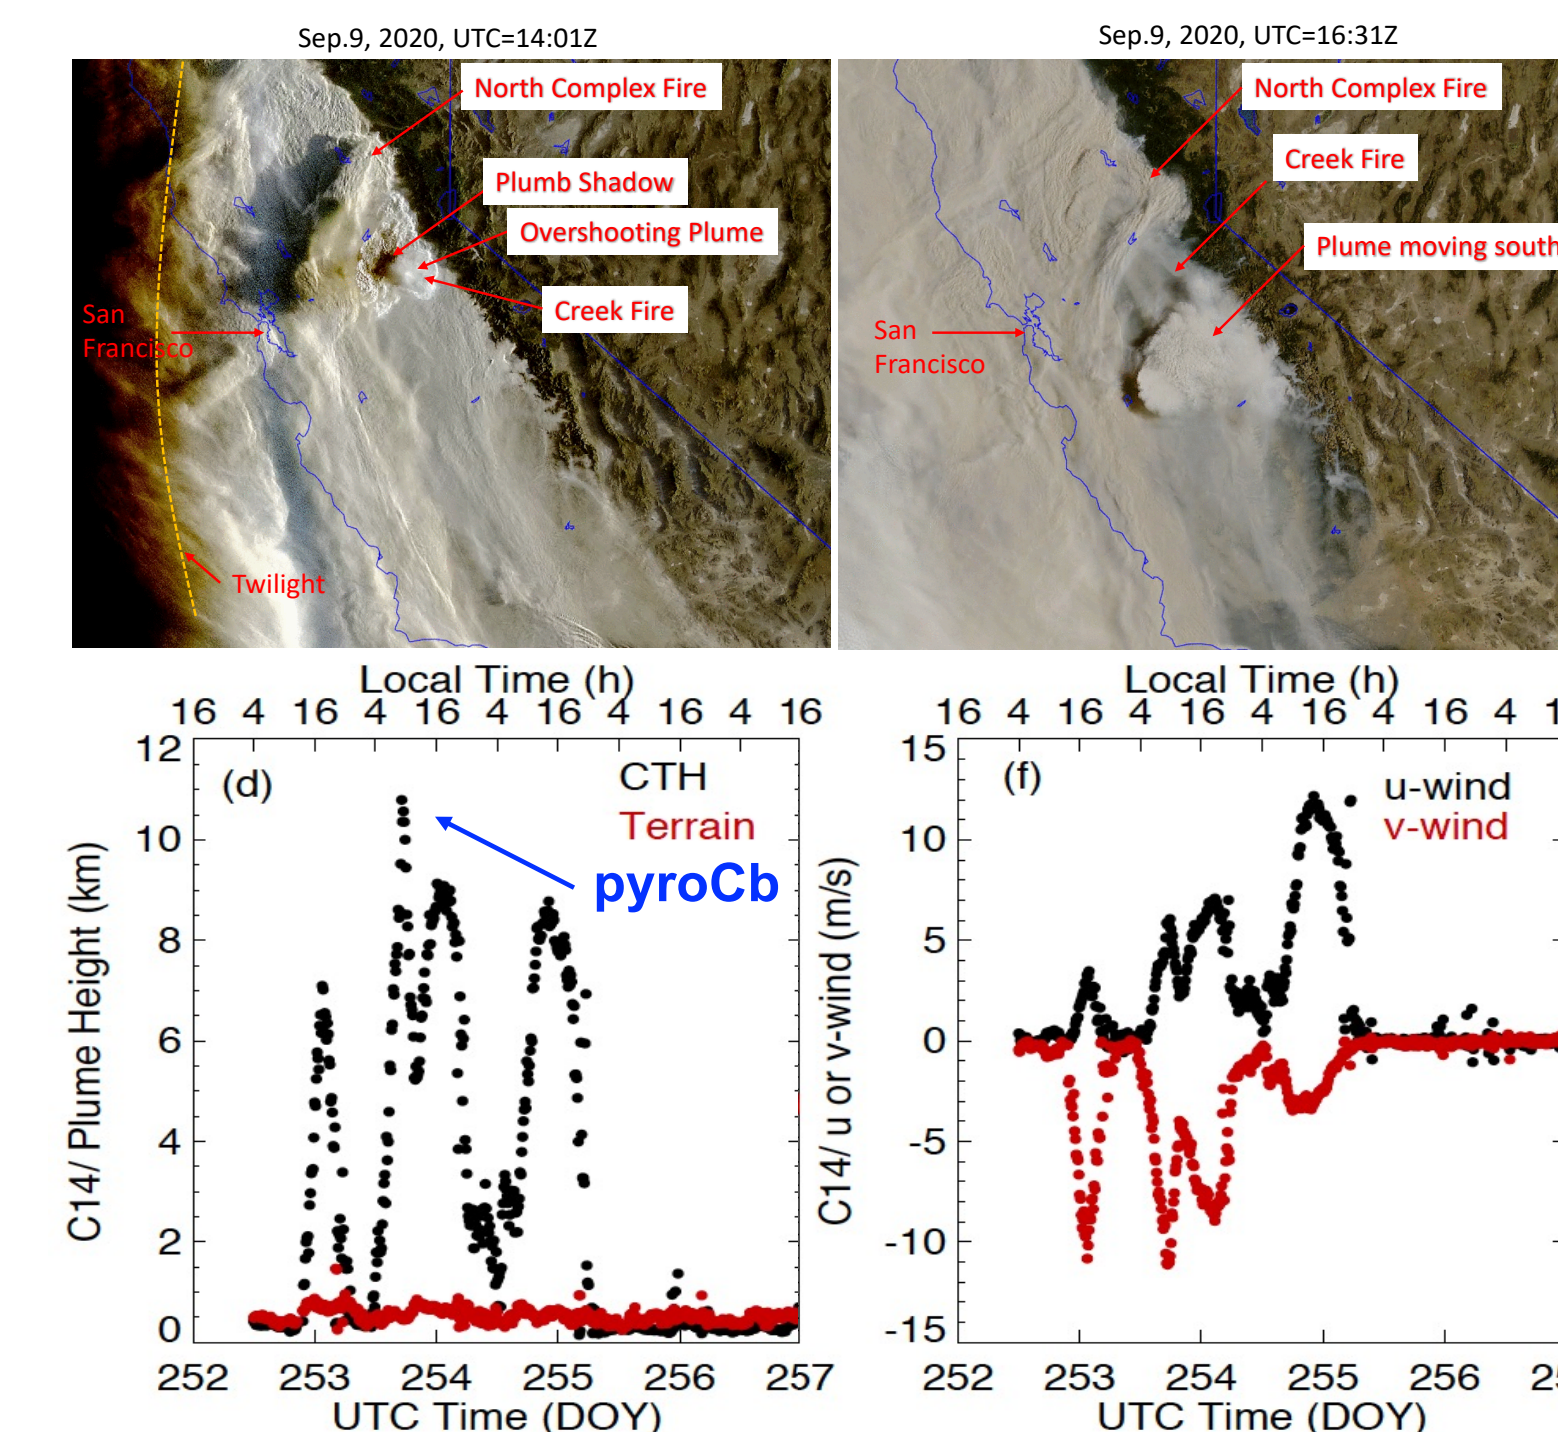 Sep.9, 2020, UTC=14:01Z
North Complex Fire
Plumb Shadow
Overshooting Plume
Creek Fire
San
Francisco
Twilight
Sep.9, 2020, UTC=16:31Z
North Complex Fire
Creek Fire
Plume moving south
San
Francisco
Local Time (h)
16 4 16 4 16 4 16 4 16 4 16
12
10
8
6
4
2
0
C14/ Plume Height (km)
(d)
CTH
Terrain
pyroCb
252 253 254 255 256 257
UTC Time (DOY)
Local Time (h)
16 4 16 4 16 4 16 4 16 4
15
10
5
0
-5
-10
-15
C14/ u or v-wind (m/s)
(f)
u-wind
v-wind
252 253 254 255 256
UTC Time (DOY)